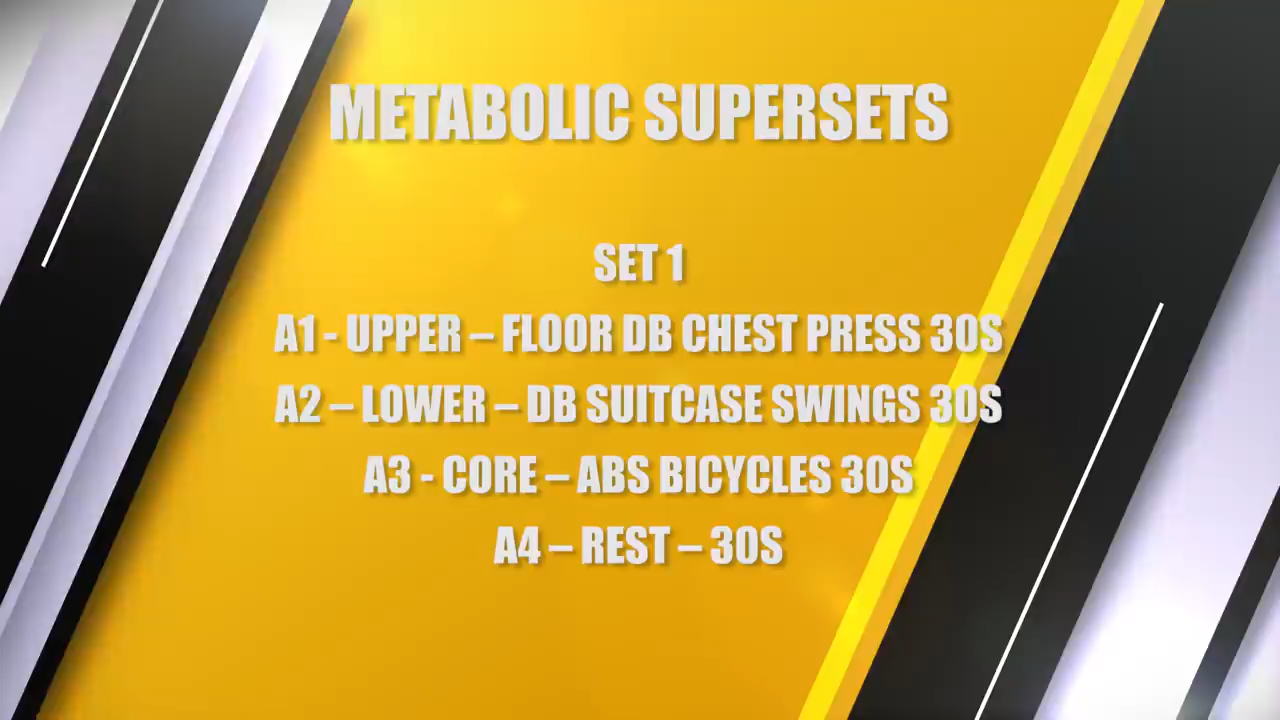 METABOLIC SUPERSETS
SET 1
A1 - UPPER – FLOOR DB CHEST PRESS 30S
A2 – LOWER – DB SUITCASE SWINGS 30S
A3 - CORE – ABS BICYCLES 30S
A4 – REST – 30S